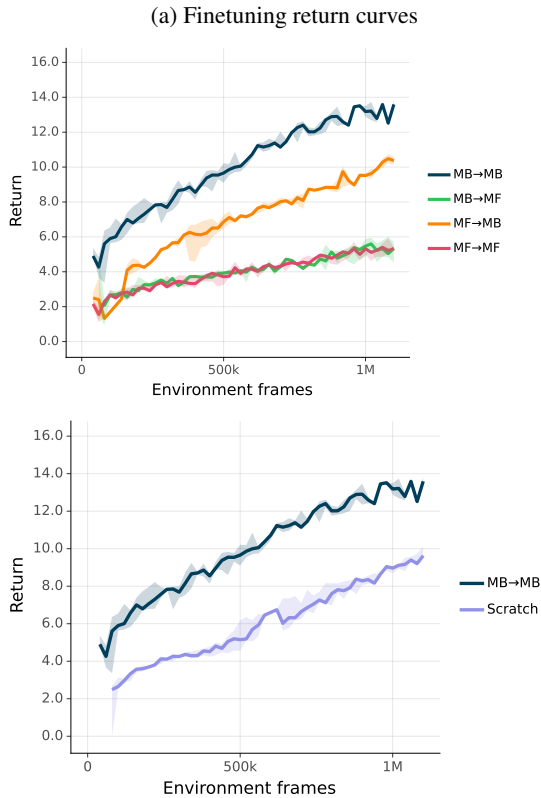 (a) Finetuning return curves
16.0
14.0
12.0
10.0
8.0
6.0
4.0
2.0
0.0
Return
0
500k
1M
Environment frames
MB→MB
MB→MF
MF→MB
MF→MF
16.0
14.0
12.0
10.0
8.0
6.0
4.0
2.0
0.0
Return
0
500k
1M
Environment frames
MB→MB
Scratch